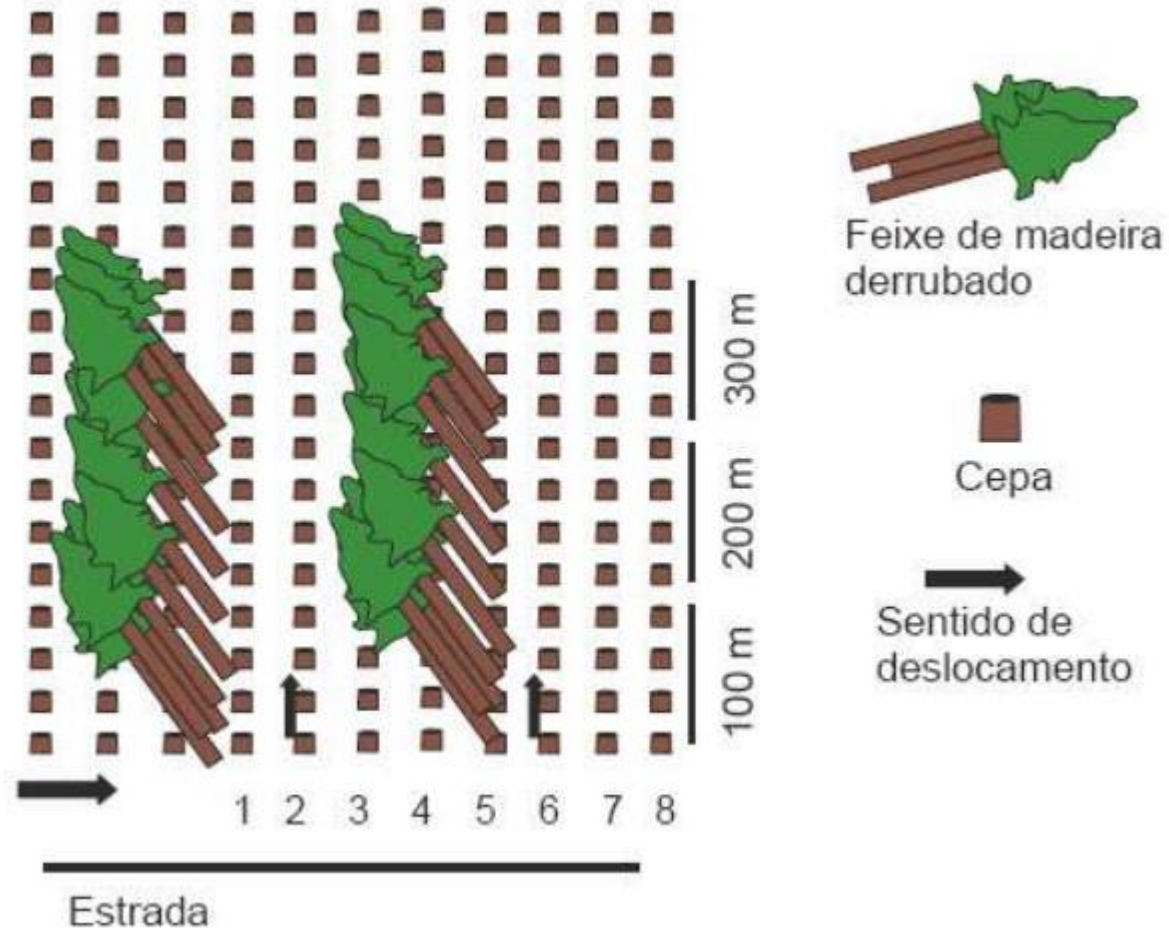 Feixe de madeira
derrubado
300 m
Cepa
200 m
Sentido de
deslocamento
100 m
1 2 3 4 5 6 7 8
Estrada